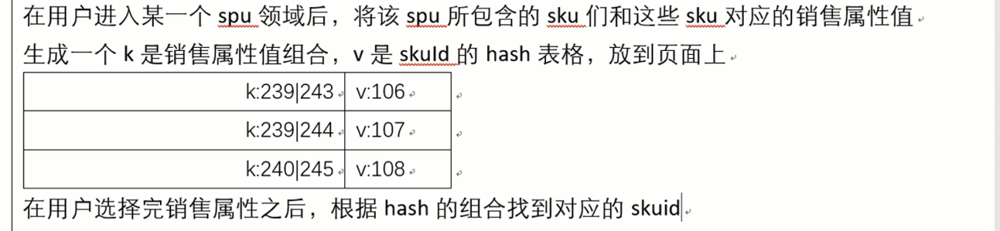 在用户进入某一个 spu 领域后，将该 spu 所包含的 sku 们和这些 sku 对应的销售属性值
生成一个 k 是销售属性值组合，v 是 skuId 的 hash 表格，放到页面上
k:239|243 v:106
k:239|244 v:107
k:240|245 v:108
在用户选择完销售属性之后，根据 hash 的组合找到对应的 skuid